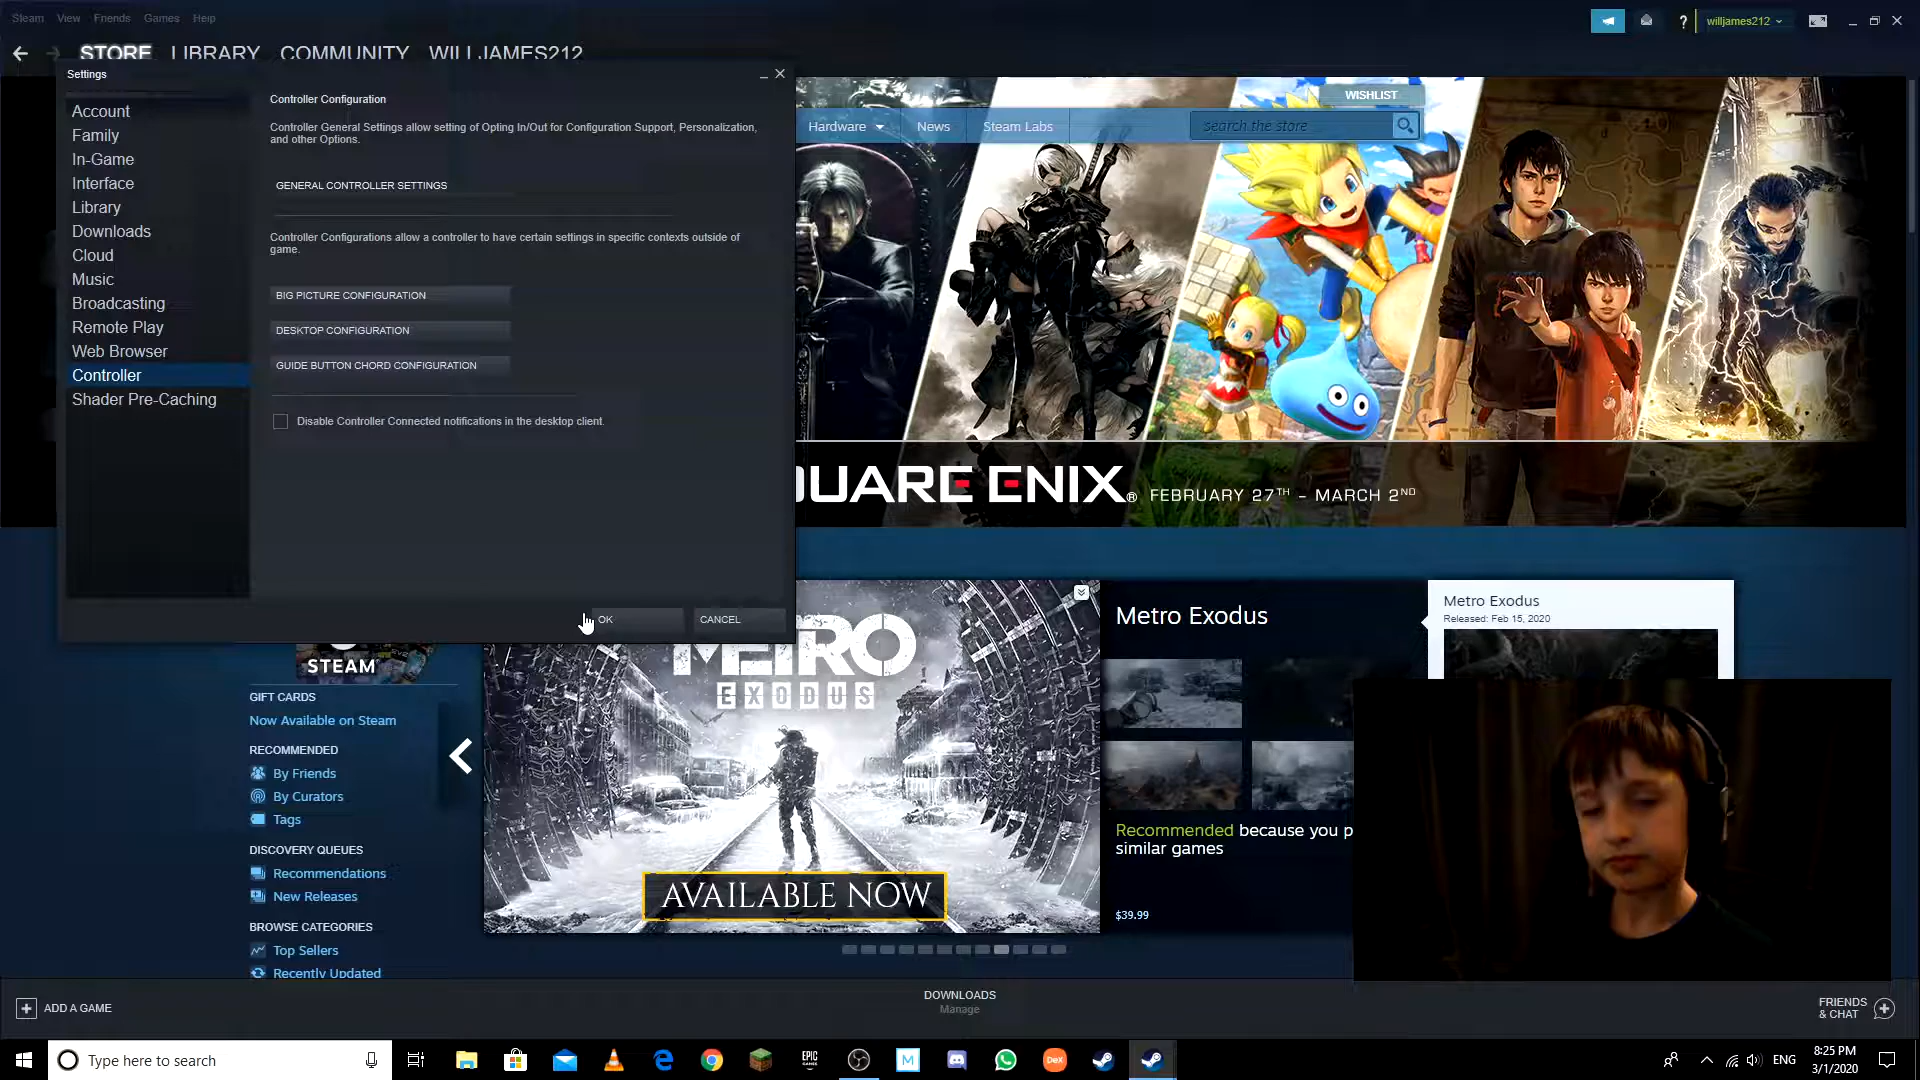 Steam View Friends Games Help
willjames212
STORE LIBRARY COMMUNITY WILLJAMES212
Settings
Account
Family
In-Game
Interface
Library
Downloads
Cloud
Music
Broadcasting
Remote Play
Web Browser
Controller
Shader Pre-Caching
Controller Configuration
Controller General Settings allow setting of Opting In/Out for Configuration Support, Personalization,
and other Options.
GENERAL CONTROLLER SETTINGS
Controller Configurations allow a controller to have certain settings in specific contexts outside of
game.
BIG PICTURE CONFIGURATION
DESKTOP CONFIGURATION
GUIDE BUTTON CHORD CONFIGURATION
Disable Controller Connected notifications in the desktop client.
OK CANCEL
WISHLIST
Hardware News Steam Labs
search the store
UARE ENIX® FEBRUARY 27TH - MARCH 2ND
STEAM
GIFT CARDS
Now Available on Steam
RECOMMENDED
By Friends
By Curators
Tags
DISCOVERY QUEUES
Recommendations
New Releases
BROWSE CATEGORIES
Top Sellers
Recently Updated
METRO
EXODUS
AVAILABLE NOW
Metro Exodus
Recommended because you p
similar games
$39.99
Metro Exodus
Released: Feb 15, 2020
ADD A GAME
DOWNLOADS
Manage
FRIENDS
& CHAT
Type here to search
EPIC
GAMES
M
DeX
ENG
8:25 PM
3/1/2020